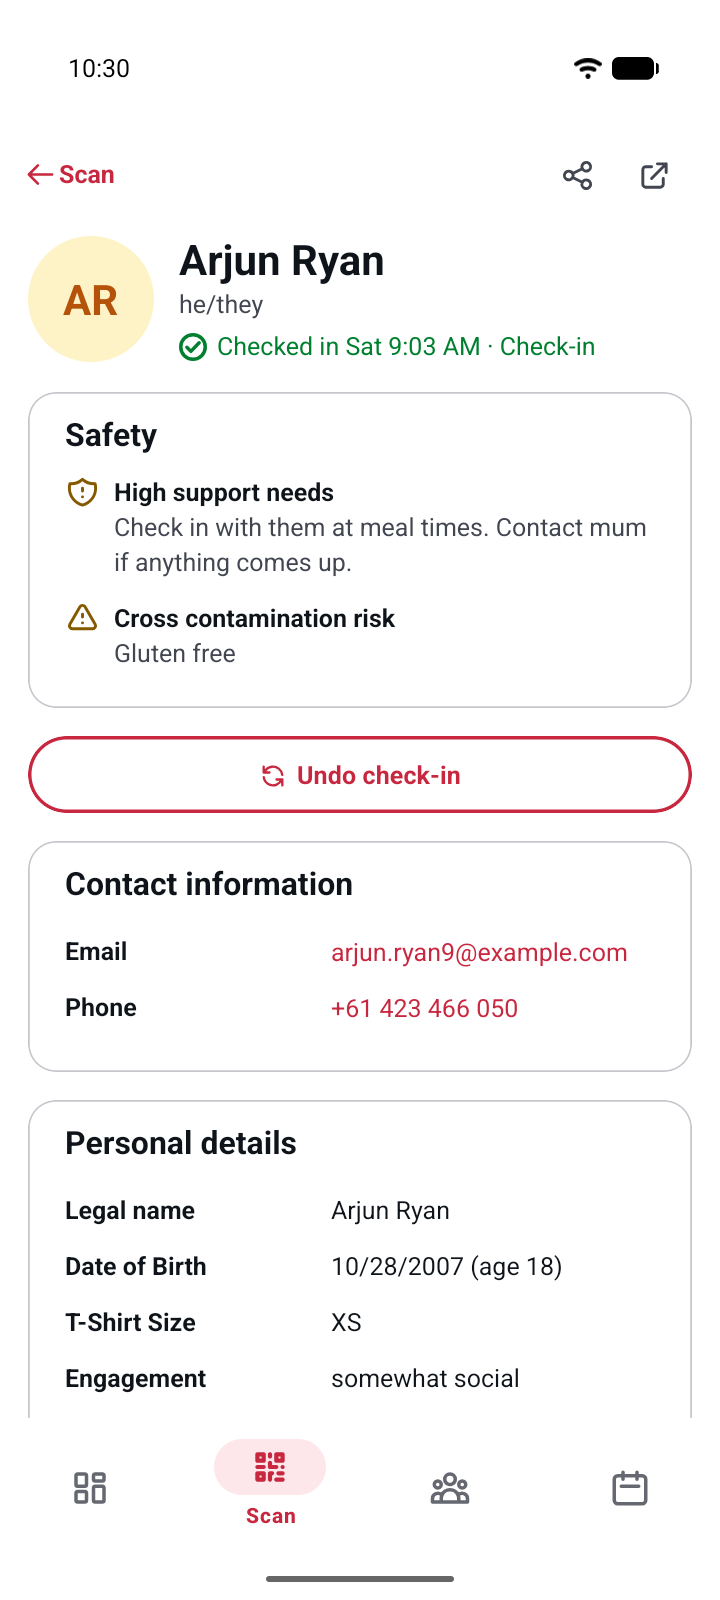 10:30
Scan
AR
Arjun Ryan
he/they
Checked in Sat 9:03 AM · Check-in
Safety
High support needs
Check in with them at meal times. Contact mum
if anything comes up.
Cross contamination risk
Gluten free
Undo check-in
Contact information
Email arjun.ryan9@example.com
Phone +61 423 466 050
Personal details
Legal name Arjun Ryan
Date of Birth 10/28/2007 (age 18)
T-Shirt Size XS
Engagement somewhat social
Scan